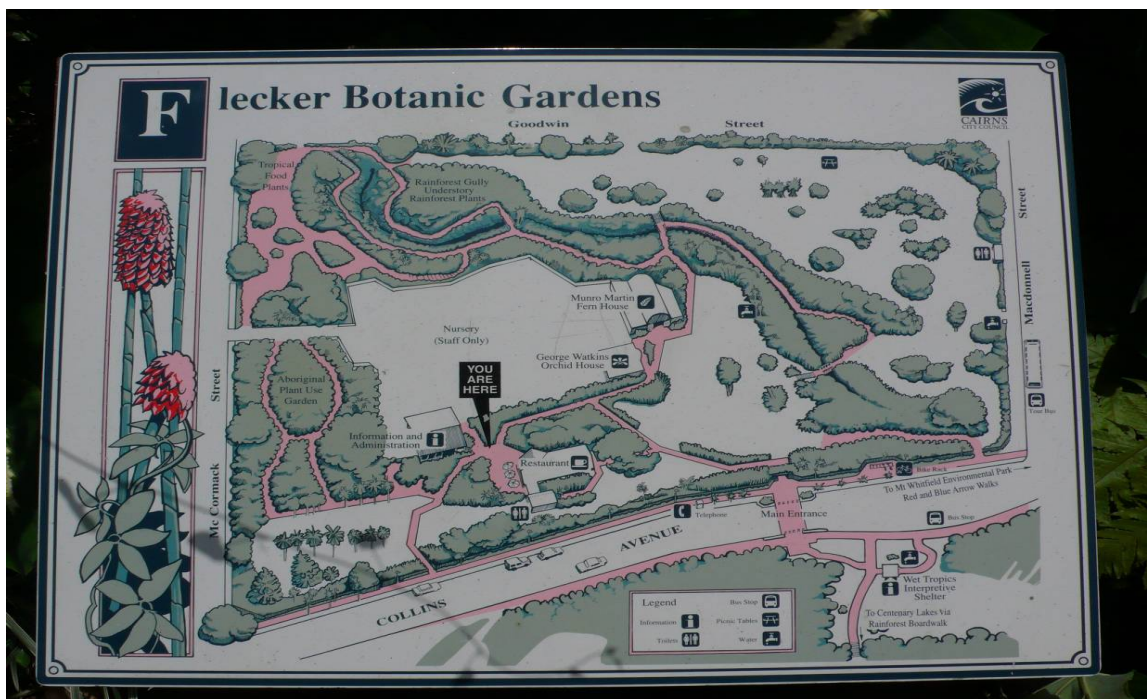 Flecker Botanic Gardens
CAIRNS
CITY COUNCIL
Goodwin Street
Tropical
Food
Plants
Rainforest Gully
Understory
Rainforest Plants
Street
Macdonnell
Munro Martin
Fern House
Nursery
(Staff Only)
George Watkins
Orchid House
YOU
ARE
HERE
Tour Bus
Aboriginal
Plant Use
Garden
Street
Mc Cormack
Information and
Administration
i
Restaurant
Bike Rack
To Mt Whitfield Environmental Park
Red and Blue Arrow Walks
Telephone
Main Entrance
Bus Stop
COLLINS AVENUE
i
Wet Tropics
Interpretive
Shelter
To Centenary Lakes Via
Rainforest Boardwalk
Legend
Information i
Toilets
Bus Stop
Picnic Tables
Water